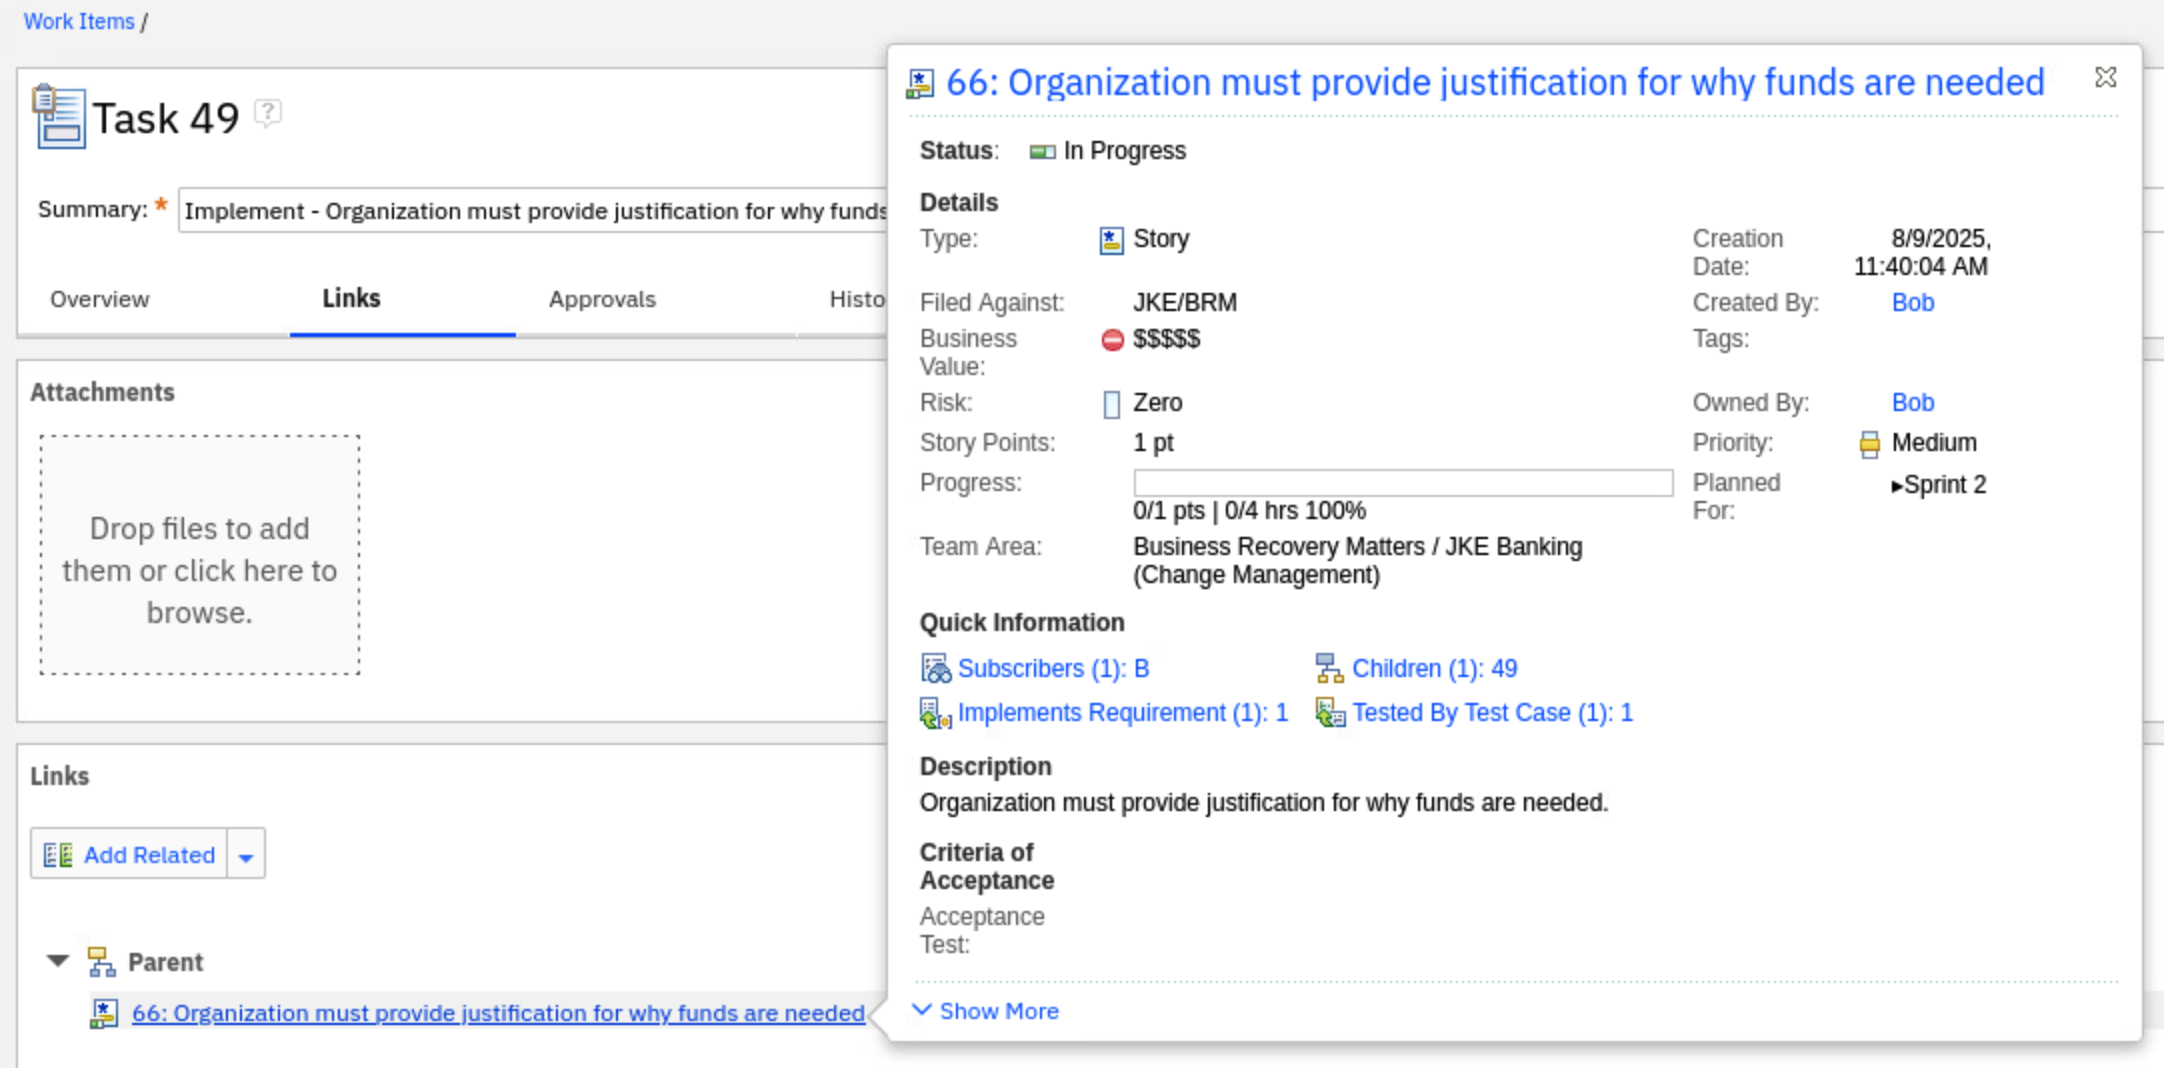 Work Items /
Task 49
?
Summary: * Implement - Organization must provide justification for why funds
Overview Links Approvals Histo
Attachments
Drop files to add
them or click here to
browse.
Links
Add Related
Parent
66: Organization must provide justification for why funds are needed
66: Organization must provide justification for why funds are needed
Status: In Progress
Details
Type: Story
Creation
Date:
8/9/2025,
11:40:04 AM
Filed Against: JKE/BRM
Created By: Bob
Business
Value:
$$$$$
Tags:
Risk: Zero
Owned By: Bob
Story Points: 1 pt
Priority: Medium
Progress:
0/1 pts | 0/4 hrs 100%
Planned
For:
▸Sprint 2
Team Area:
Business Recovery Matters / JKE Banking
(Change Management)
Quick Information
Subscribers (1): B
Children (1): 49
Implements Requirement (1): 1
Tested By Test Case (1): 1
Description
Organization must provide justification for why funds are needed.
Criteria of
Acceptance
Acceptance
Test:
Show More